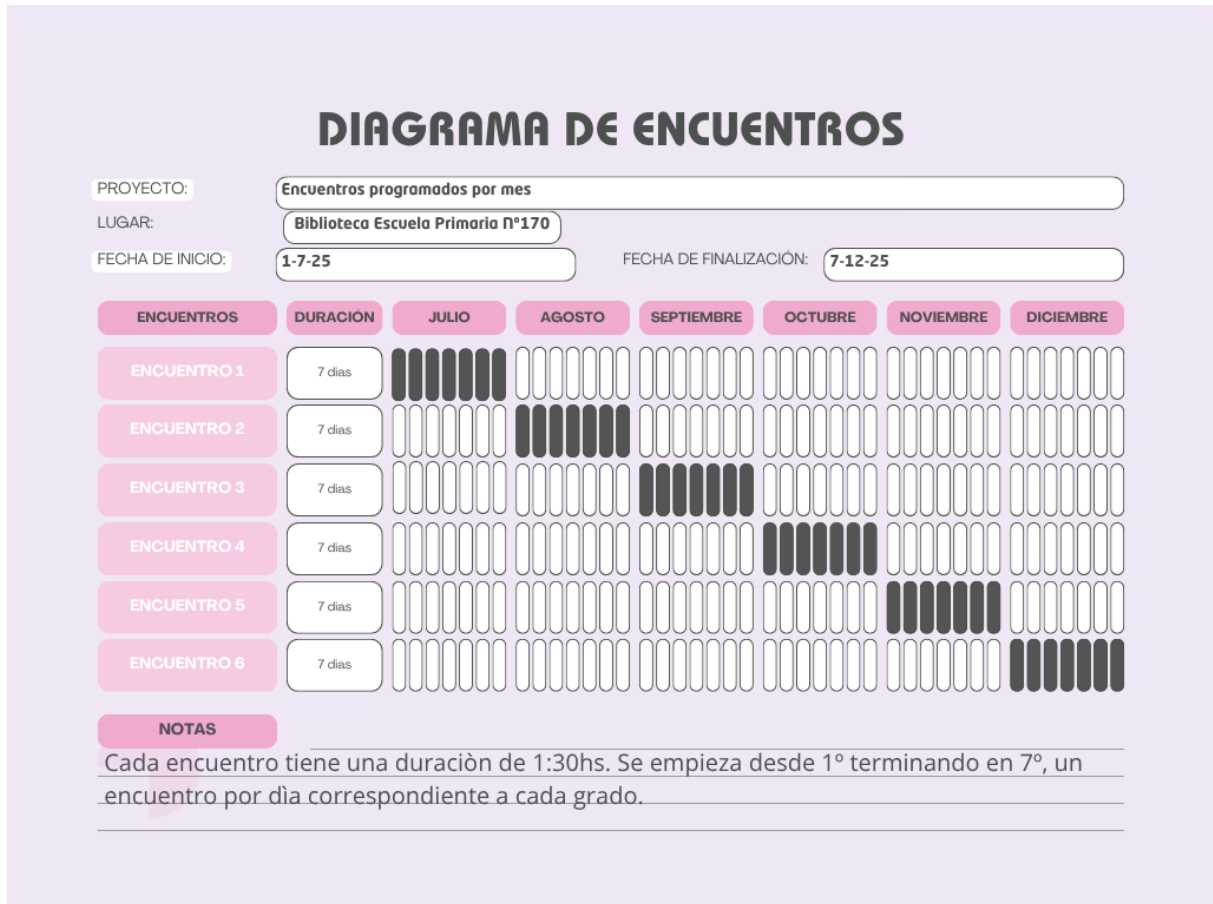 DIAGRAMA DE ENCUENTROS
PROYECTO: Encuentros programados por mes
LUGAR: Biblioteca Escuela Primaria Nº170
FECHA DE INICIO: 1-7-25 FECHA DE FINALIZACIÓN: 7-12-25
ENCUENTROS DURACIÓN JULIO AGOSTO SEPTIEMBRE OCTUBRE NOVIEMBRE DICIEMBRE
ENCUENTRO 1 7 dias
ENCUENTRO 2 7 dias
ENCUENTRO 3 7 dias
ENCUENTRO 4 7 dias
ENCUENTRO 5 7 dias
ENCUENTRO 6 7 dias
NOTAS
Cada encuentro tiene una duraciòn de 1:30hs. Se empieza desde 1º terminando en 7º, un
encuentro por dìa correspondiente a cada grado.